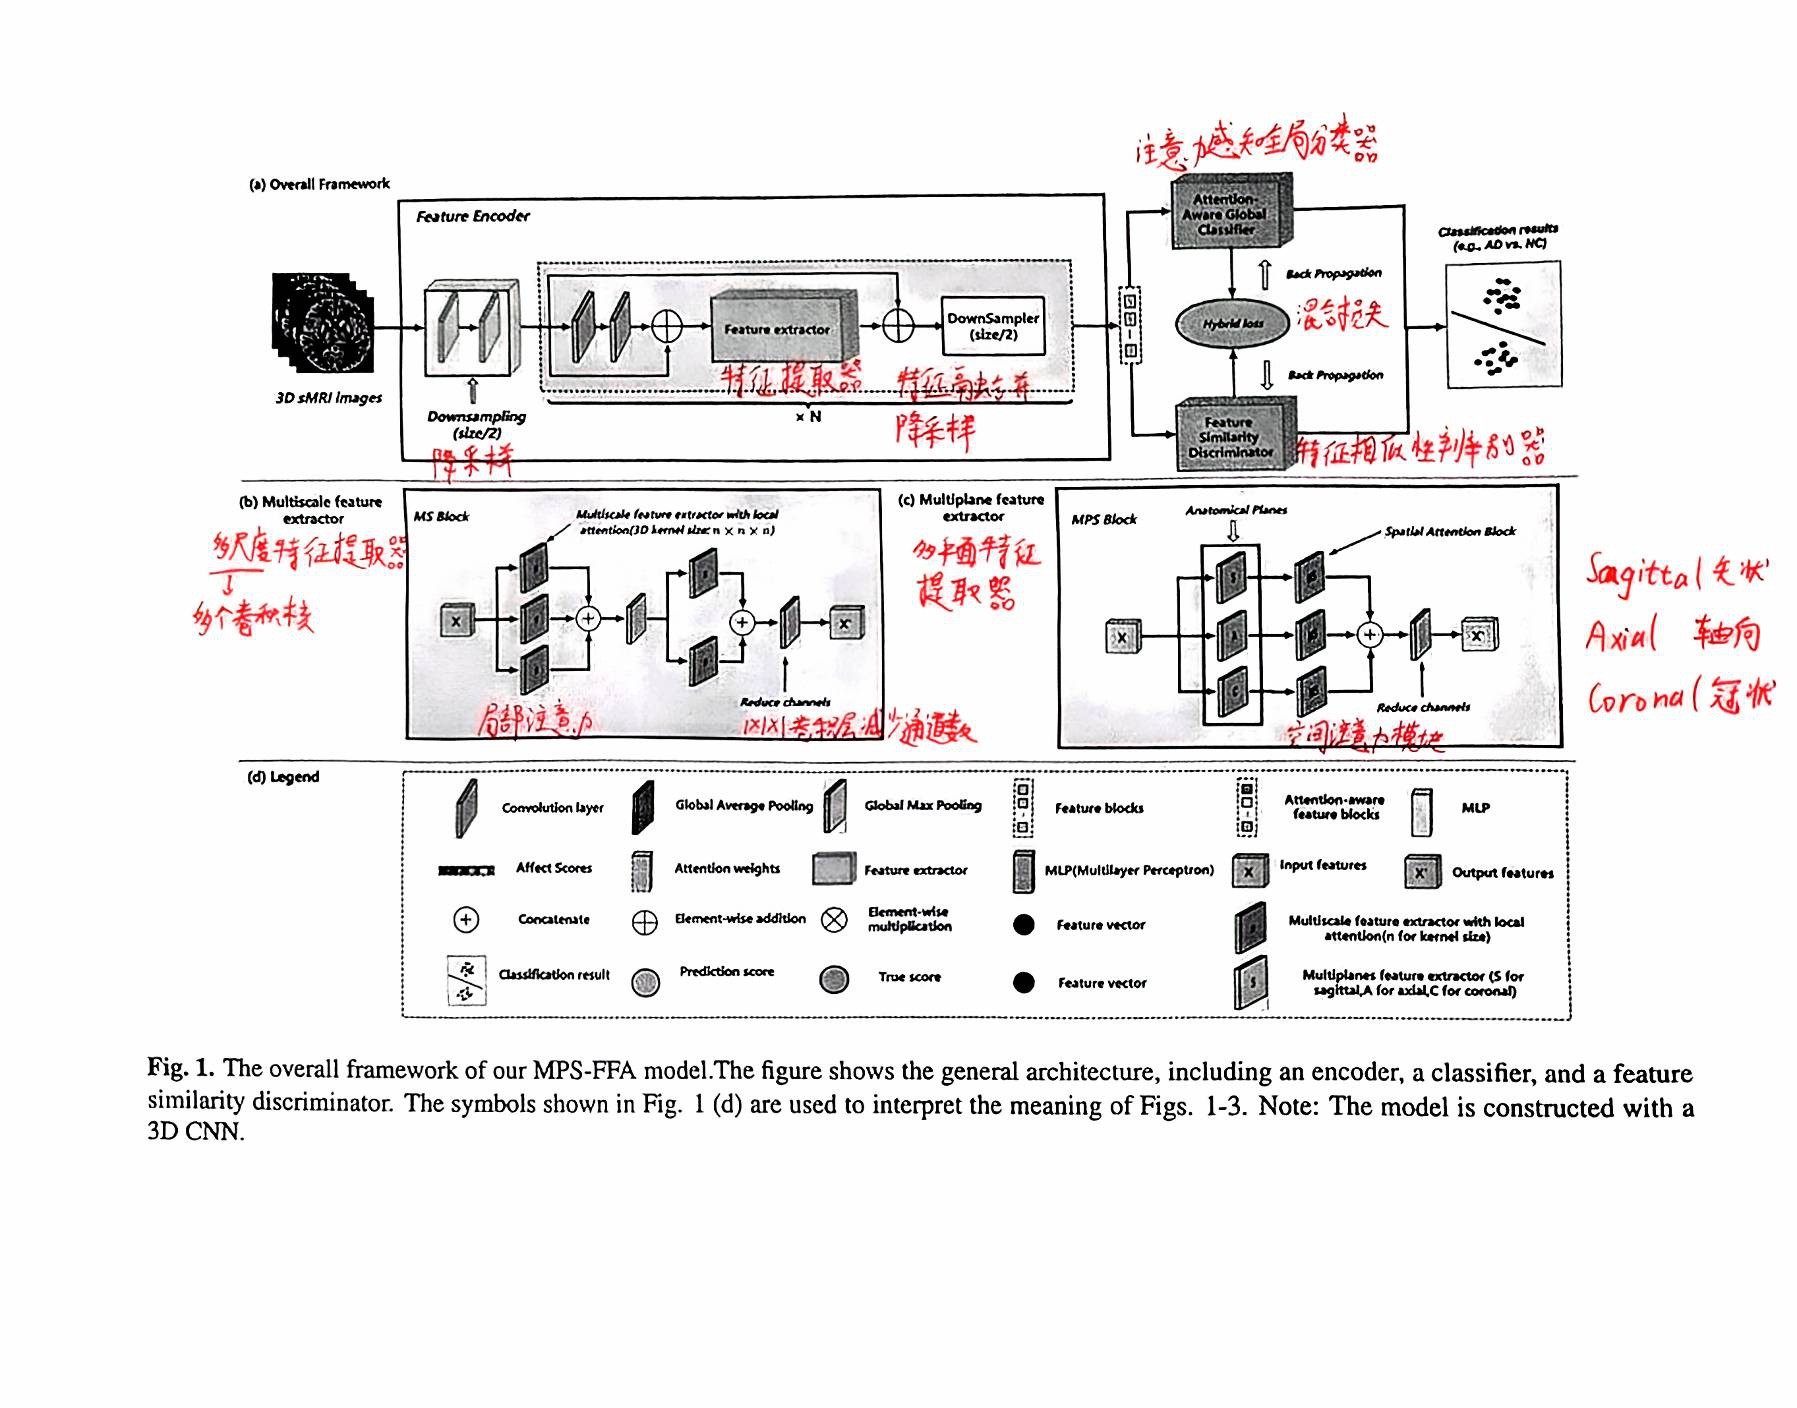 注意力感知全局分类器
(a) Overall Framework
Feature Encoder
Attention-
Aware Global
Classifier
Classification results
(e.g., AD vs. NC)
Back Propagation
Feature extractor
DownSampler
(size/2)
Hybrid loss
混合损失
3D sMRI Images
特征提取器
特征融合并
降采样
Back Propagation
× N
Downsampling
(size/2)
降采样
Feature
Similarity
Discriminator
特征相似性判率别器
(b) Multiscale feature
extractor
多尺度特征提取器
多个卷积核
MS Block
Multiscale feature extractor with local
attention(3D kernel size: n × n × n)
X
X'
Reduce channels
局部注意力
1×1×1卷积层减少通道数
(c) Multiplane feature
extractor
多平面特征
提取器
MPS Block
Anatomical Planes
Spatial Attention Block
X
S
A
C
X'
Reduce channels
空间注意力模块
Sagittal 矢状
Axial 轴向
Coronal 冠状
(d) Legend
Convolution layer
Global Average Pooling
Global Max Pooling
Feature blocks
Attention-aware
feature blocks
MLP
Affect Scores
Attention weights
Feature extractor
MLP(Multilayer Perceptron)
X
Input features
X'
Output features
Concatenate
Element-wise addition
Element-wise
multiplication
Feature vector
Multiscale feature extractor with local
attention(n for kernel size)
Classification result
Prediction score
True score
Feature vector
S
Multiplanes feature extractor (S for
sagittal,A for axial,C for coronal)
Fig. 1. The overall framework of our MPS-FFA model.The figure shows the general architecture, including an encoder, a classifier, and a feature
similarity discriminator. The symbols shown in Fig. 1 (d) are used to interpret the meaning of Figs. 1-3. Note: The model is constructed with a
3D CNN.